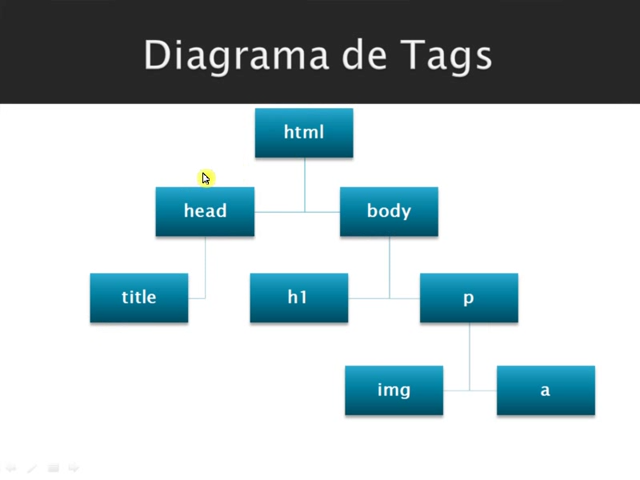 Diagrama de Tags
html
head
body
title
h1
p
img
a